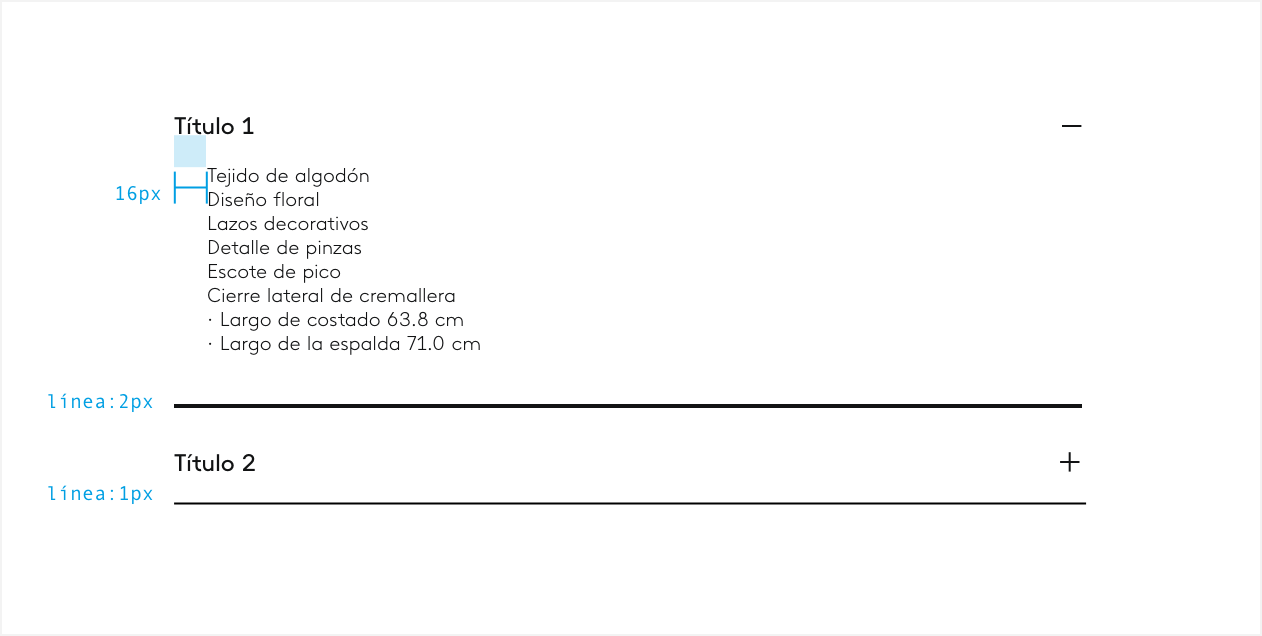 Título 1
Tejido de algodón
16px
Diseño floral
Lazos decorativos
Detalle de pinzas
Escote de pico
Cierre lateral de cremallera
· Largo de costado 63.8 cm
· Largo de la espalda 71.0 cm
línea:2px
Título 2
línea:1px